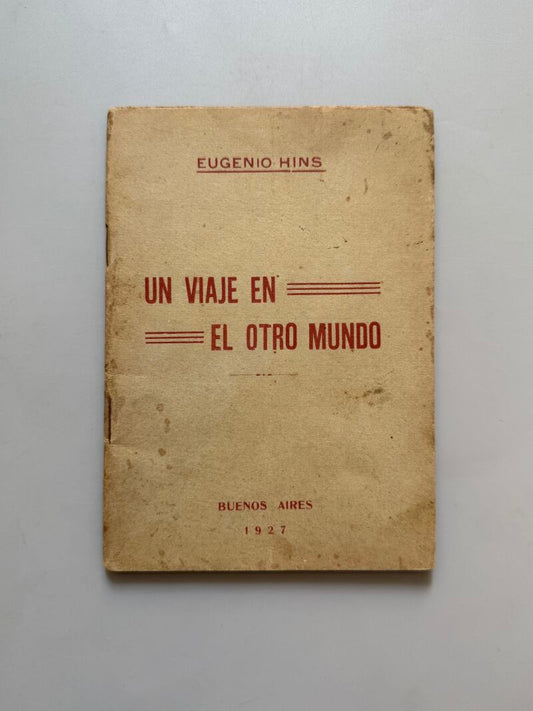 EUGENIO HINS
UN VIAJE EN
EL OTRO MUNDO
BUENOS AIRES
1927